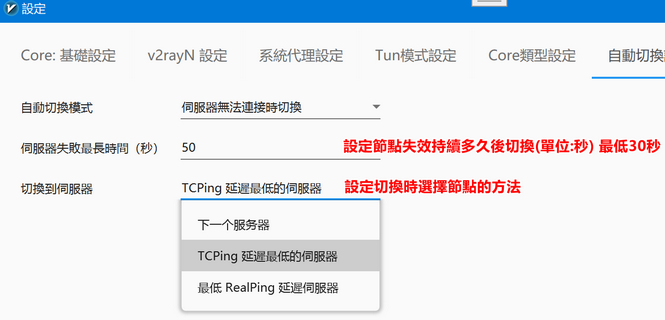 設定
Core: 基礎設定 v2rayN 設定 系統代理設定 Tun模式設定 Core類型設定 自動切換
自動切換模式 伺服器無法連接時切換
伺服器失敗最長時間（秒） 50 設定節點失效持續多久後切換(單位:秒) 最低30秒
切換到伺服器 TCPing 延遲最低的伺服器 設定切換時選擇節點的方法
下一个服务器
TCPing 延遲最低的伺服器
最低 RealPing 延遲伺服器